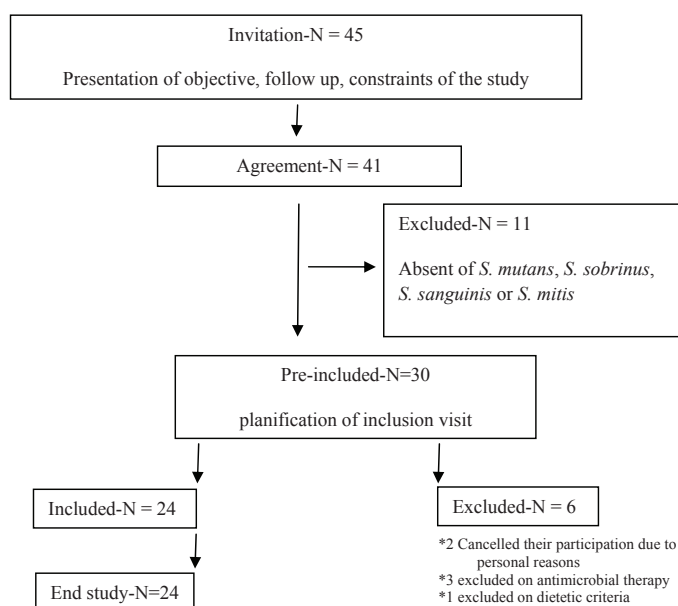 Invitation-N = 45
Presentation of objective, follow up, constraints of the study
Agreement-N = 41
Excluded-N = 11
Absent of S. mutans, S. sobrinus,
S. sanguinis or S. mitis
Pre-included-N=30
planification of inclusion visit
Included-N = 24
Excluded-N = 6
*2 Cancelled their participation due to
personal reasons
*3 excluded on antimicrobial therapy
*1 excluded on dietetic criteria
End study-N=24